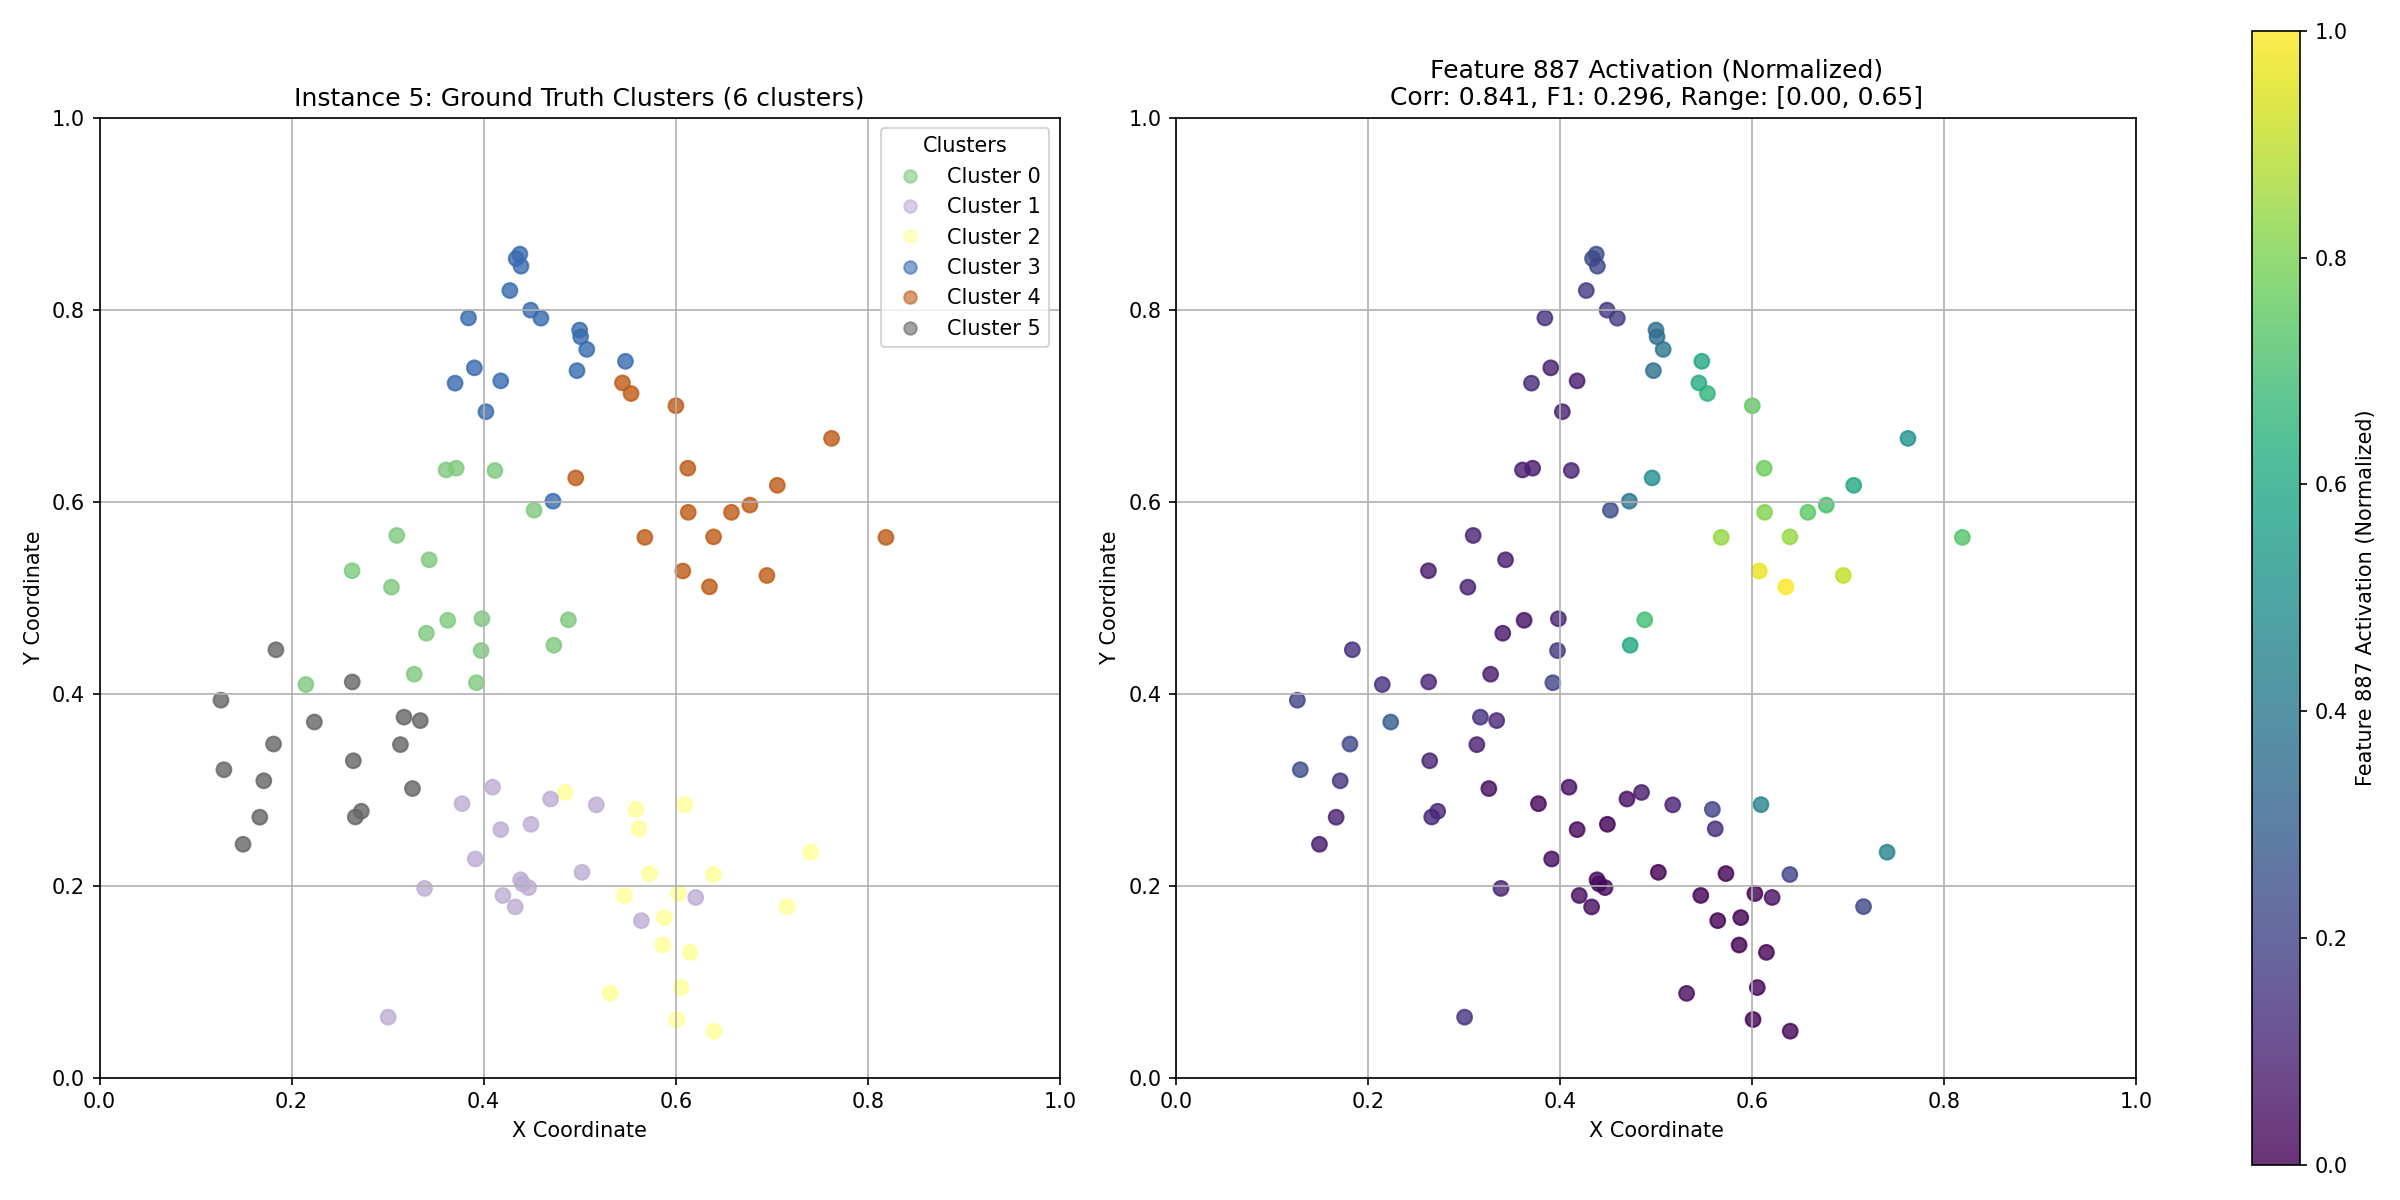 Instance 5: Ground Truth Clusters (6 clusters)
1.0
0.8
0.6
0.4
0.2
0.0
Y Coordinate
0.0 0.2 0.4 0.6 0.8 1.0
X Coordinate
Clusters
Cluster 0
Cluster 1
Cluster 2
Cluster 3
Cluster 4
Cluster 5
Feature 887 Activation (Normalized)
Corr: 0.841, F1: 0.296, Range: [0.00, 0.65]
1.0
0.8
0.6
0.4
0.2
0.0
Y Coordinate
0.0 0.2 0.4 0.6 0.8 1.0
X Coordinate
1.0
0.8
0.6
0.4
0.2
0.0
Feature 887 Activation (Normalized)